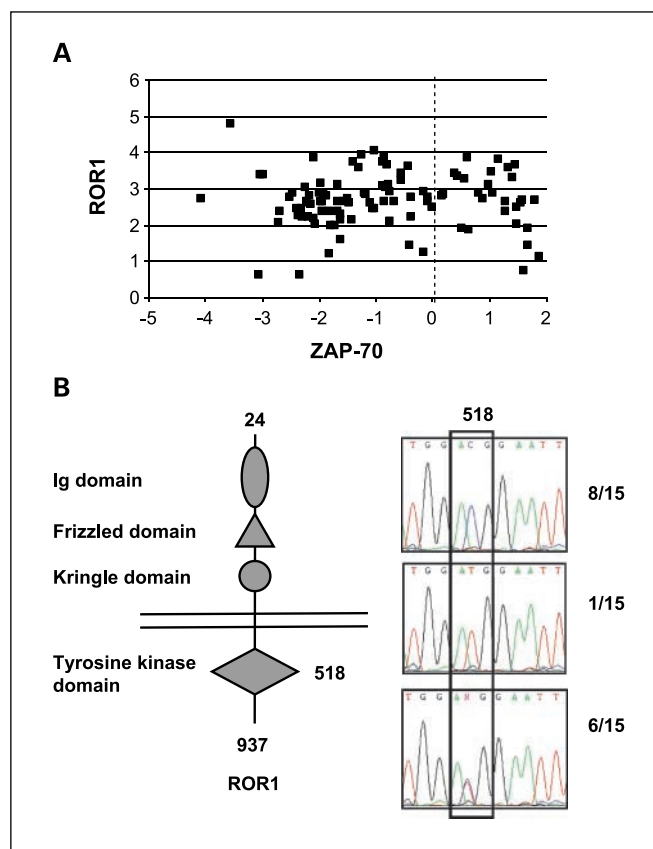 A
6
5
4
3
2
1
0
ROR1
-5 -4 -3 -2 -1 0 1 2
ZAP-70
B
24
Ig domain
Frizzled domain
Kringle domain
Tyrosine kinase
domain
518
937
ROR1
518
T G G A C G G A A T T
8/15
T G G A T G G A A T T
1/15
T G G A N G G A A T T
6/15